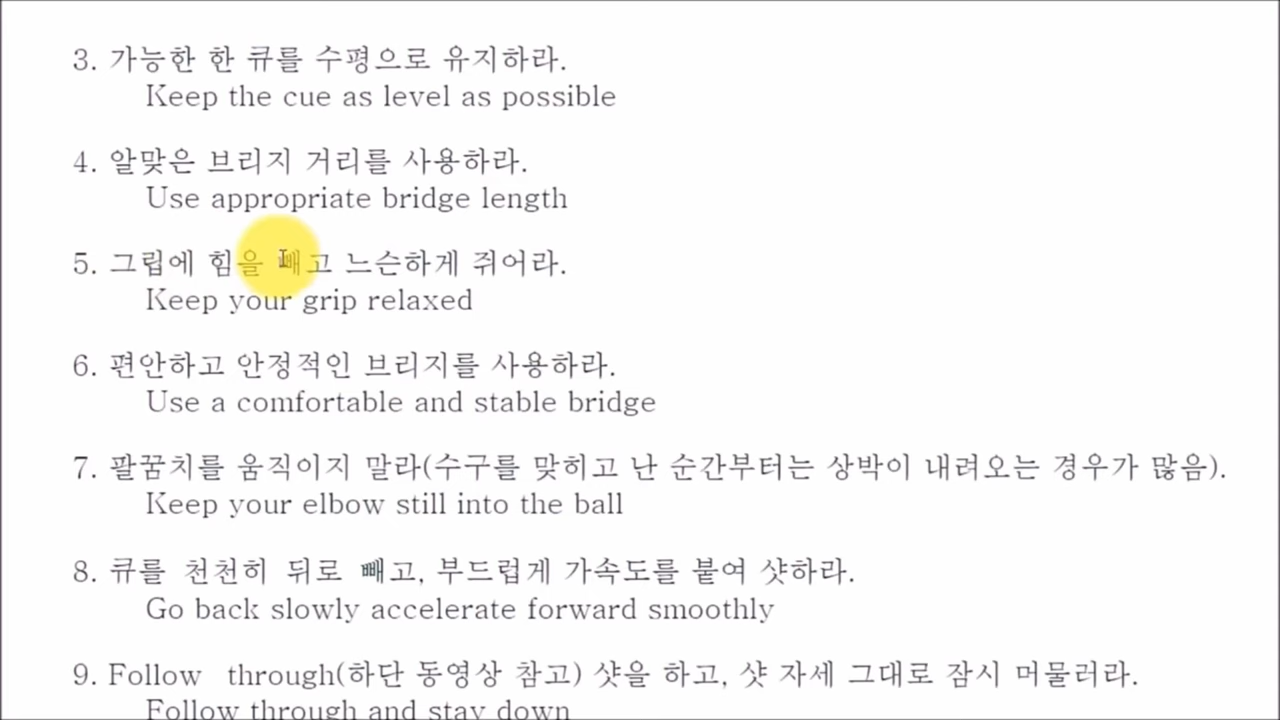 3. 가능한 한 큐를 수평으로 유지하라.
Keep the cue as level as possible
4. 알맞은 브리지 거리를 사용하라.
Use appropriate bridge length
5. 그립에 힘을 빼고 느슨하게 쥐어라.
Keep your grip relaxed
6. 편안하고 안정적인 브리지를 사용하라.
Use a comfortable and stable bridge
7. 팔꿈치를 움직이지 말라(수구를 맞히고 난 순간부터는 상박이 내려오는 경우가 많음).
Keep your elbow still into the ball
8. 큐를 천천히 뒤로 빼고, 부드럽게 가속도를 붙여 샷하라.
Go back slowly accelerate forward smoothly
9. Follow through(하단 동영상 참고) 샷을 하고, 샷 자세 그대로 잠시 머물러라.
Follow through and stay down